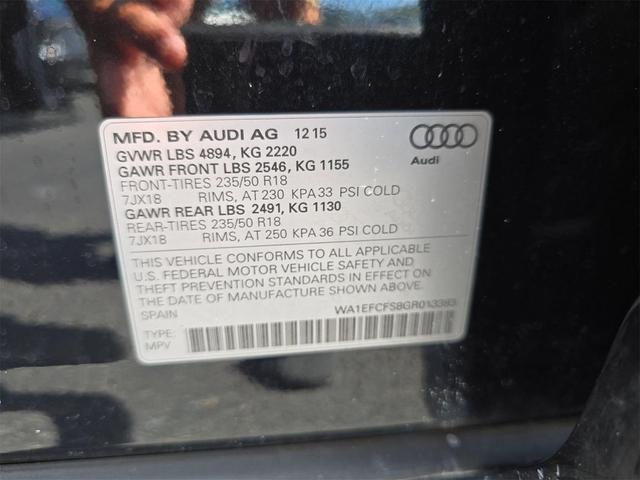 MFD. BY AUDI AG 12 15
GVWR LBS 4894, KG 2220
GAWR FRONT LBS 2546, KG 1155
FRONT-TIRES 235/50 R18
7JX18 RIMS, AT 230 KPA 33 PSI COLD
GAWR REAR LBS 2491, KG 1130
REAR-TIRES 235/50 R18
7JX18 RIMS, AT 250 KPA 36 PSI COLD
Audi
THIS VEHICLE CONFORMS TO ALL APPLICABLE
U.S. FEDERAL MOTOR VEHICLE SAFETY AND
THEFT PREVENTION STANDARDS IN EFFECT ON
THE DATE OF MANUFACTURE SHOWN ABOVE.
SPAIN WA1EFCFS8GR013383
TYPE:
MPV